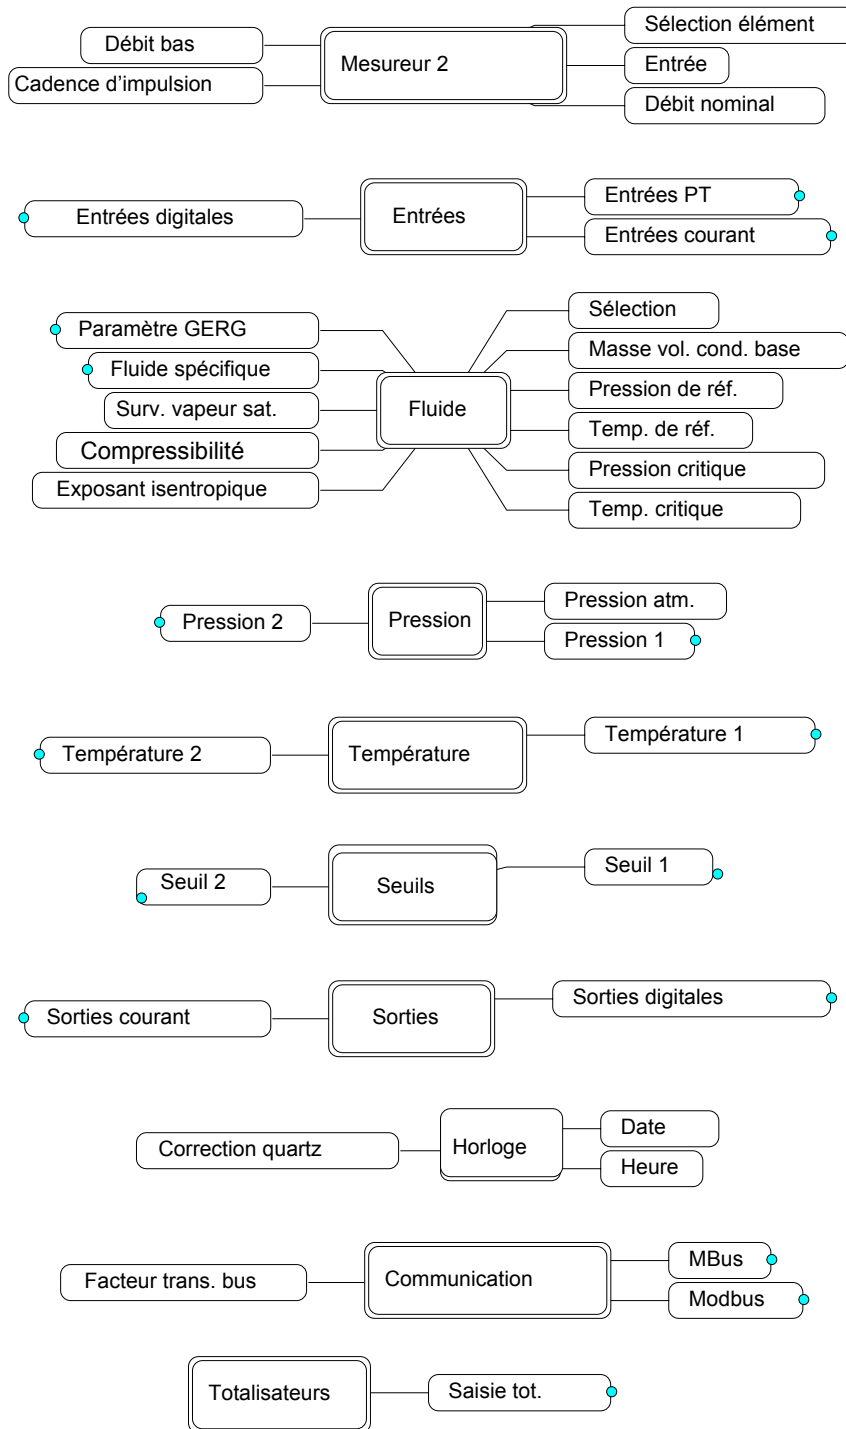 Sélection élément
Débit bas
Mesureur 2
Entrée
Cadence d'impulsion
Débit nominal
Entrées PT
Entrées digitales
Entrées
Entrées courant
Sélection
Paramètre GERG
Masse vol. cond. base
Fluide spécifique
Pression de réf.
Surv. vapeur sat.
Fluide
Temp. de réf.
Compressibilité
Pression critique
Exposant isentropique
Temp. critique
Pression atm.
Pression 2
Pression
Pression 1
Température 1
Température 2
Température
Seuil 1
Seuil 2
Seuils
Sorties digitales
Sorties courant
Sorties
Date
Correction quartz
Horloge
Heure
MBus
Facteur trans. bus
Communication
Modbus
Totalisateurs
Saisie tot.